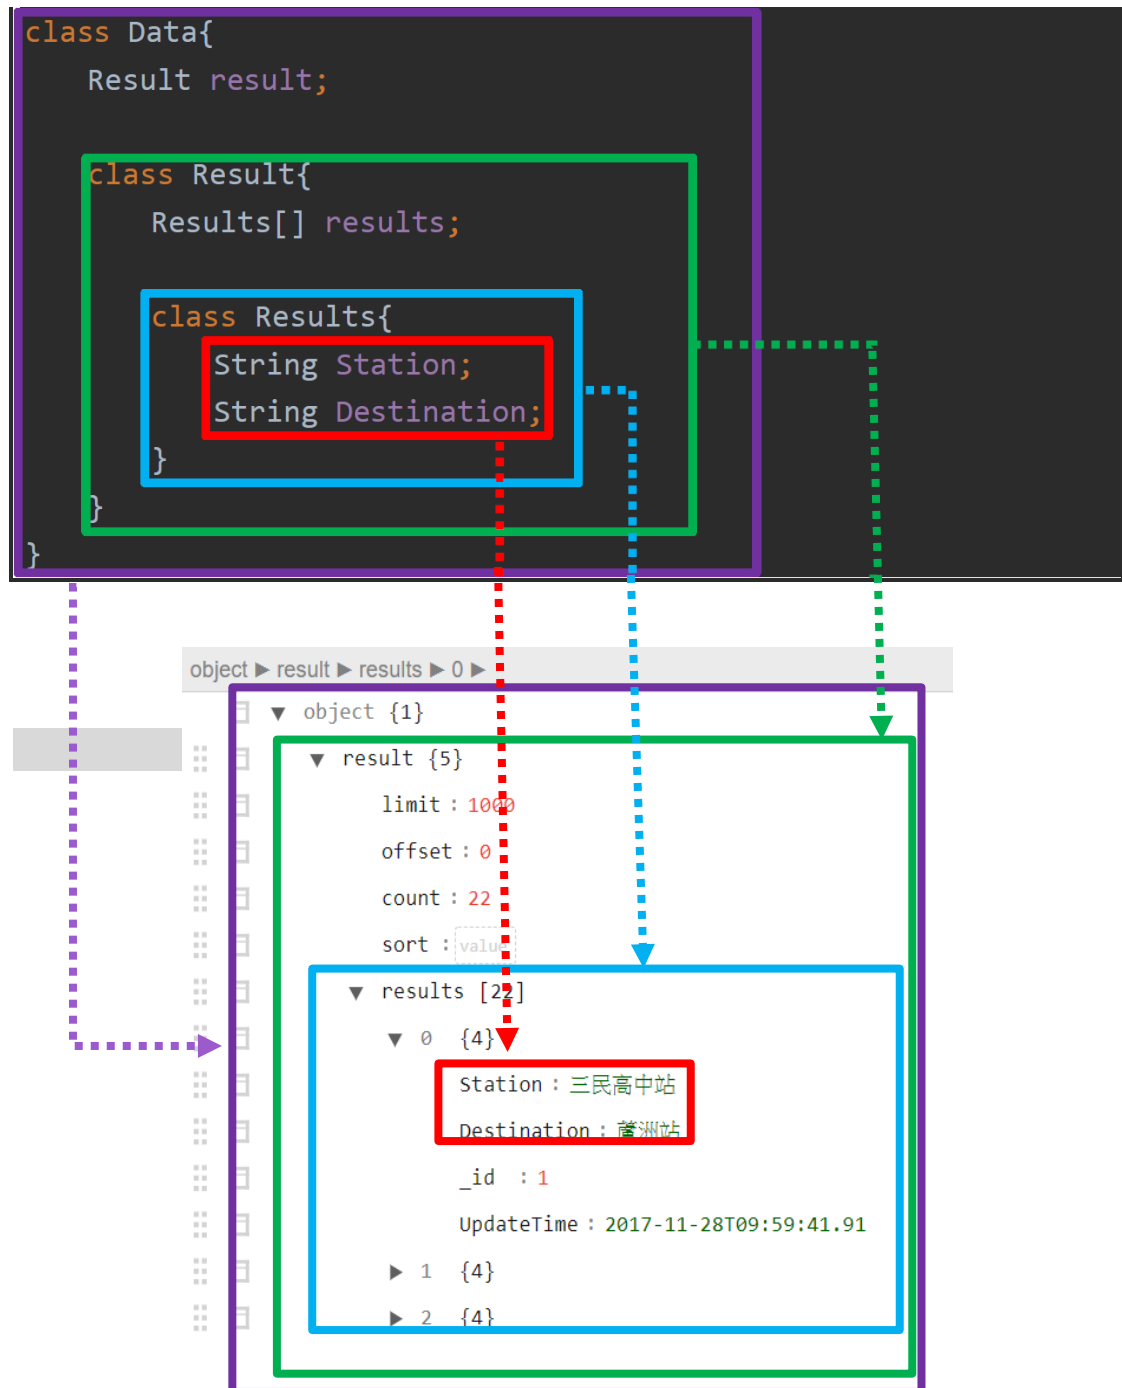 class Data{
Result result;
class Result{
Results[] results;
class Results{
String Station;
String Destination;
}
}
}
object ▶ result ▶ results ▶ 0 ▶
▼ object {1}
▼ result {5}
limit : 1000
offset : 0
count : 22
sort : value
▼ results [22]
▼ 0 {4}
Station : 三民高中站
Destination : 蘆洲站
_id : 1
UpdateTime : 2017-11-28T09:59:41.91
▶ 1 {4}
▶ 2 {4}